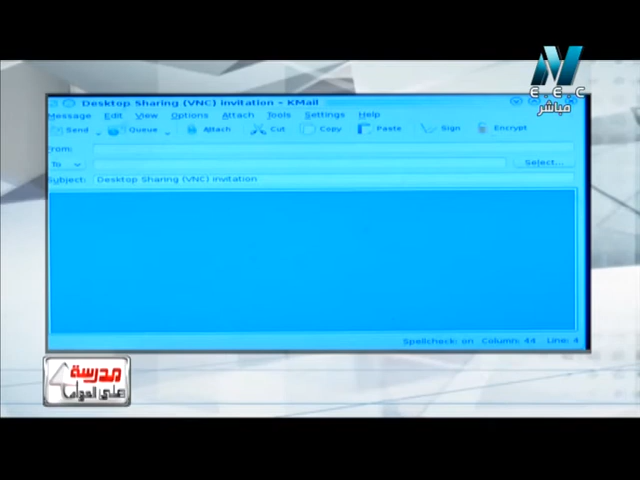 E.E.C
مباشر
Desktop Sharing (VNC) invitation - KMail
Message Edit View Options Attach Tools Settings Help
Send Queue Attach Cut Copy Paste Sign Encrypt
From:
To Select...
Subject: Desktop Sharing (VNC) invitation
Spellcheck: on Column: 44 Line: 4
مدرسة
على الهواء